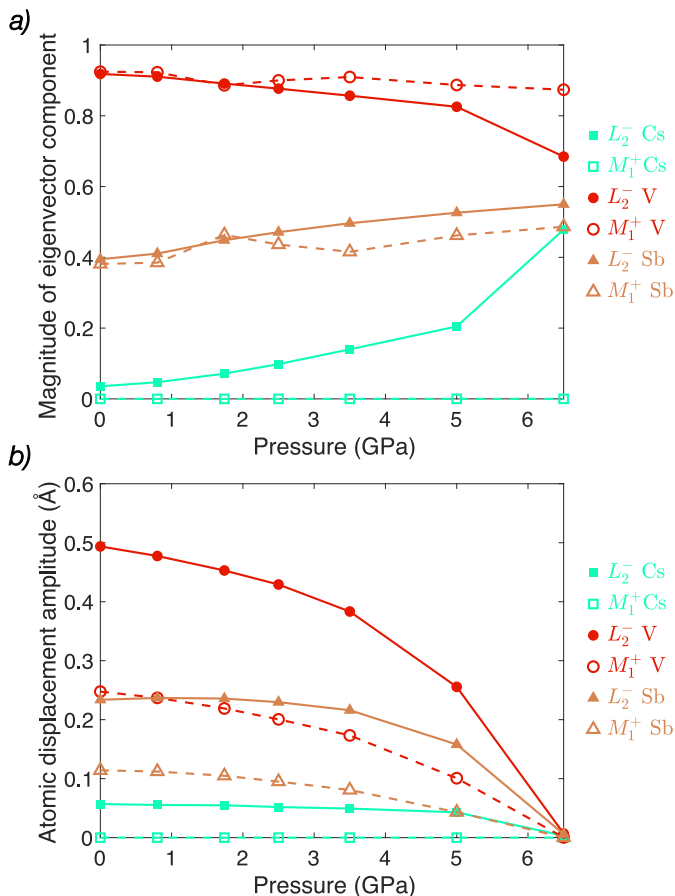 a)
Magnitude of eigenvector component
1
0.8
0.6
0.4
0.2
0
0 1 2 3 4 5 6
Pressure (GPa)
L₂⁻ Cs
M₁⁺ Cs
L₂⁻ V
M₁⁺ V
L₂⁻ Sb
M₁⁺ Sb
b)
Atomic displacement amplitude (Å)
0.6
0.5
0.4
0.3
0.2
0.1
0
0 1 2 3 4 5 6
Pressure (GPa)
L₂⁻ Cs
M₁⁺ Cs
L₂⁻ V
M₁⁺ V
L₂⁻ Sb
M₁⁺ Sb